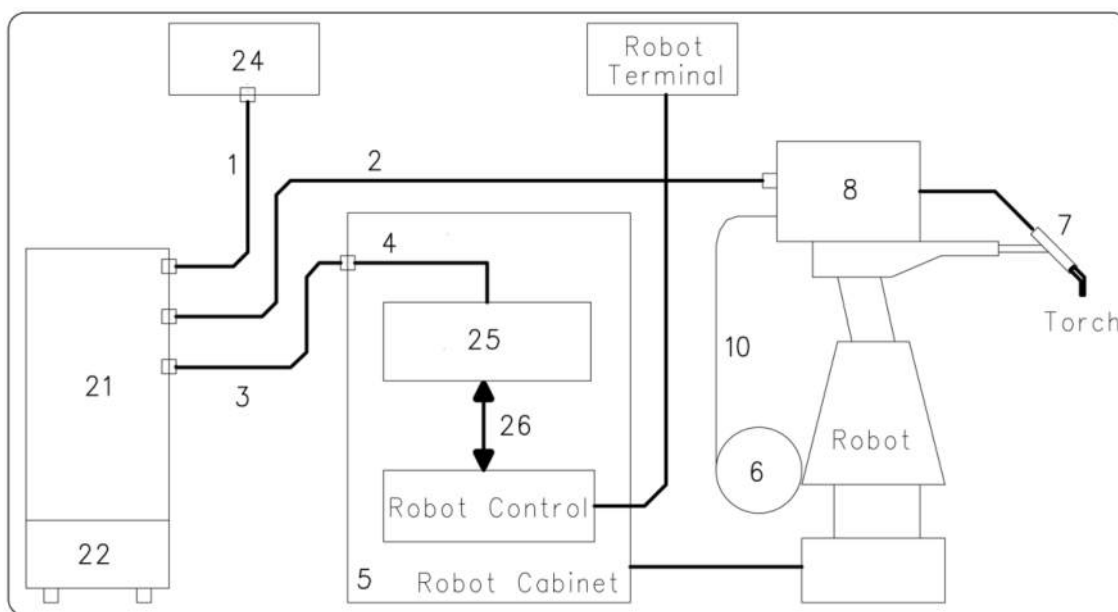 24
Robot
Terminal
1
2
8
7
4
Torch
25
10
21
3
26
Robot
6
Robot Control
22
5
Robot Cabinet